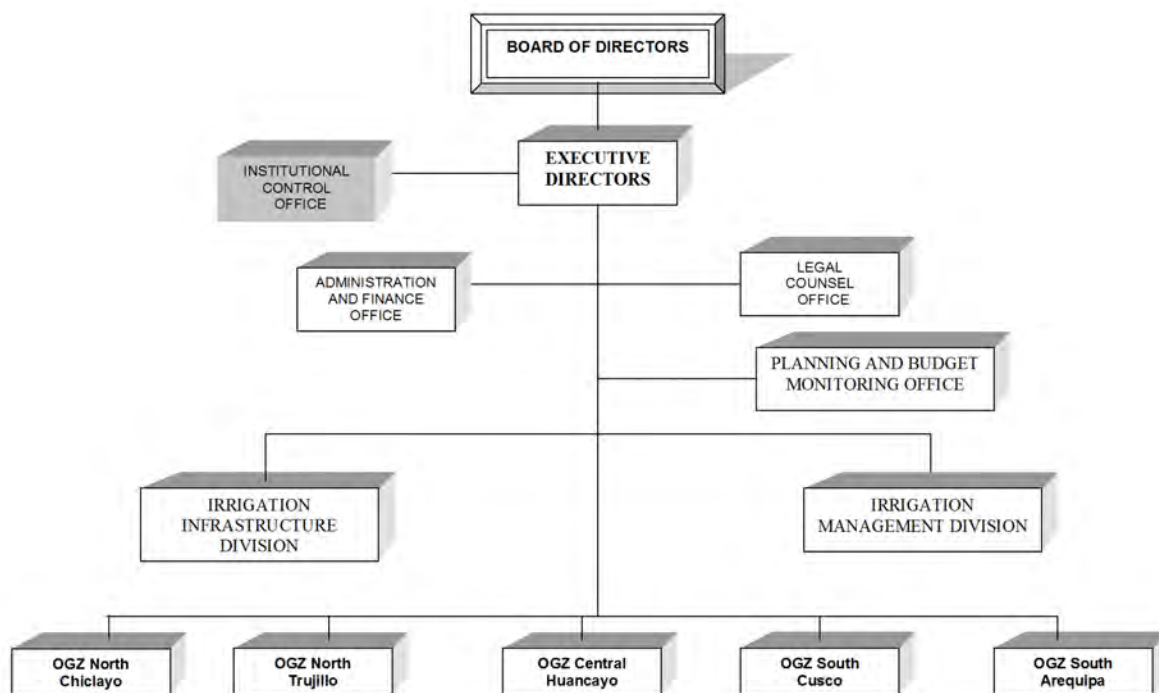 BOARD OF DIRECTORS
EXECUTIVE
DIRECTORS
INSTITUTIONAL
CONTROL
OFFICE
ADMINISTRATION
AND FINANCE
OFFICE
LEGAL
COUNSEL
OFFICE
PLANNING AND BUDGET
MONITORING OFFICE
IRRIGATION
INFRASTRUCTURE
DIVISION
IRRIGATION
MANAGEMENT DIVISION
OGZ North
Chiclayo
OGZ North
Trujillo
OGZ Central
Huancayo
OGZ South
Cusco
OGZ South
Arequipa